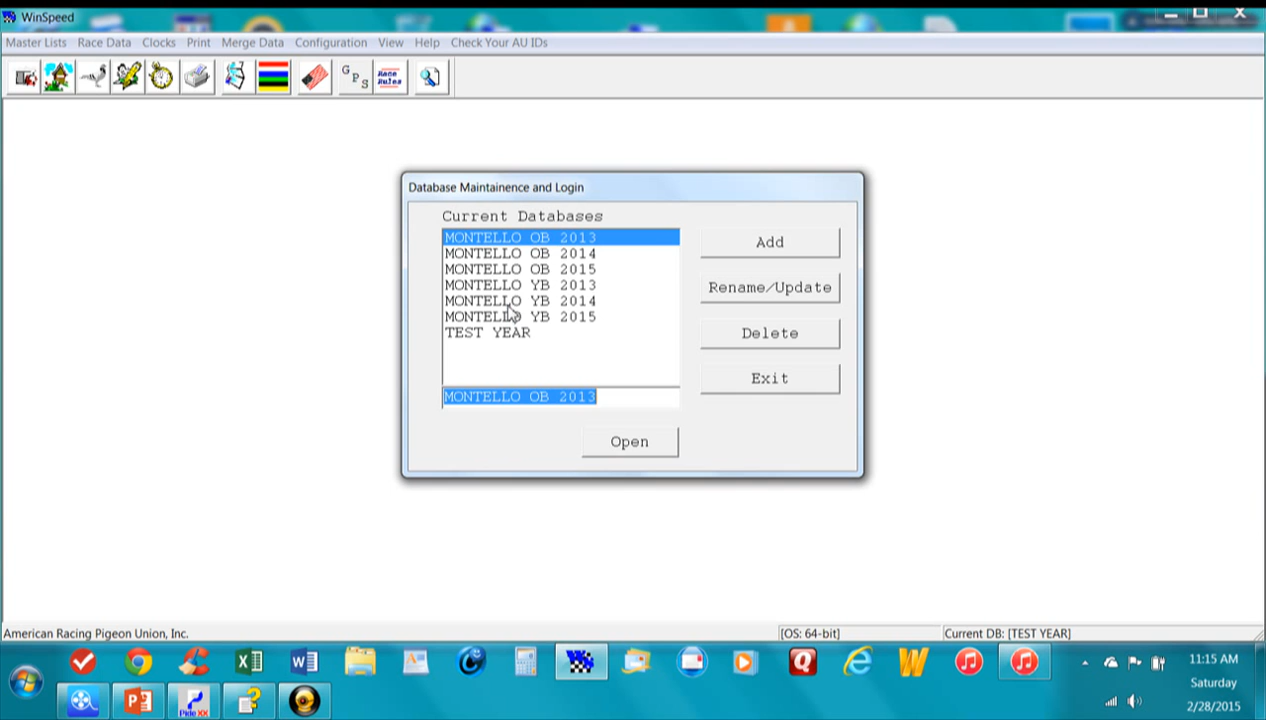 WinSpeed
Master Lists Race Data Clocks Print Merge Data Configuration View Help Check Your AU IDs
G P S Race Rules
Database Maintainence and Login
Current Databases
MONTELLO OB 2013
MONTELLO OB 2014
MONTELLO OB 2015
MONTELLO YB 2013
MONTELLO YB 2014
MONTELLO YB 2015
TEST YEAR
MONTELLO OB 2013
Add
Rename/Update
Delete
Exit
Open
American Racing Pigeon Union, Inc. [OS: 64-bit] Current DB: [TEST YEAR]
11:15 AM
Saturday
2/28/2015